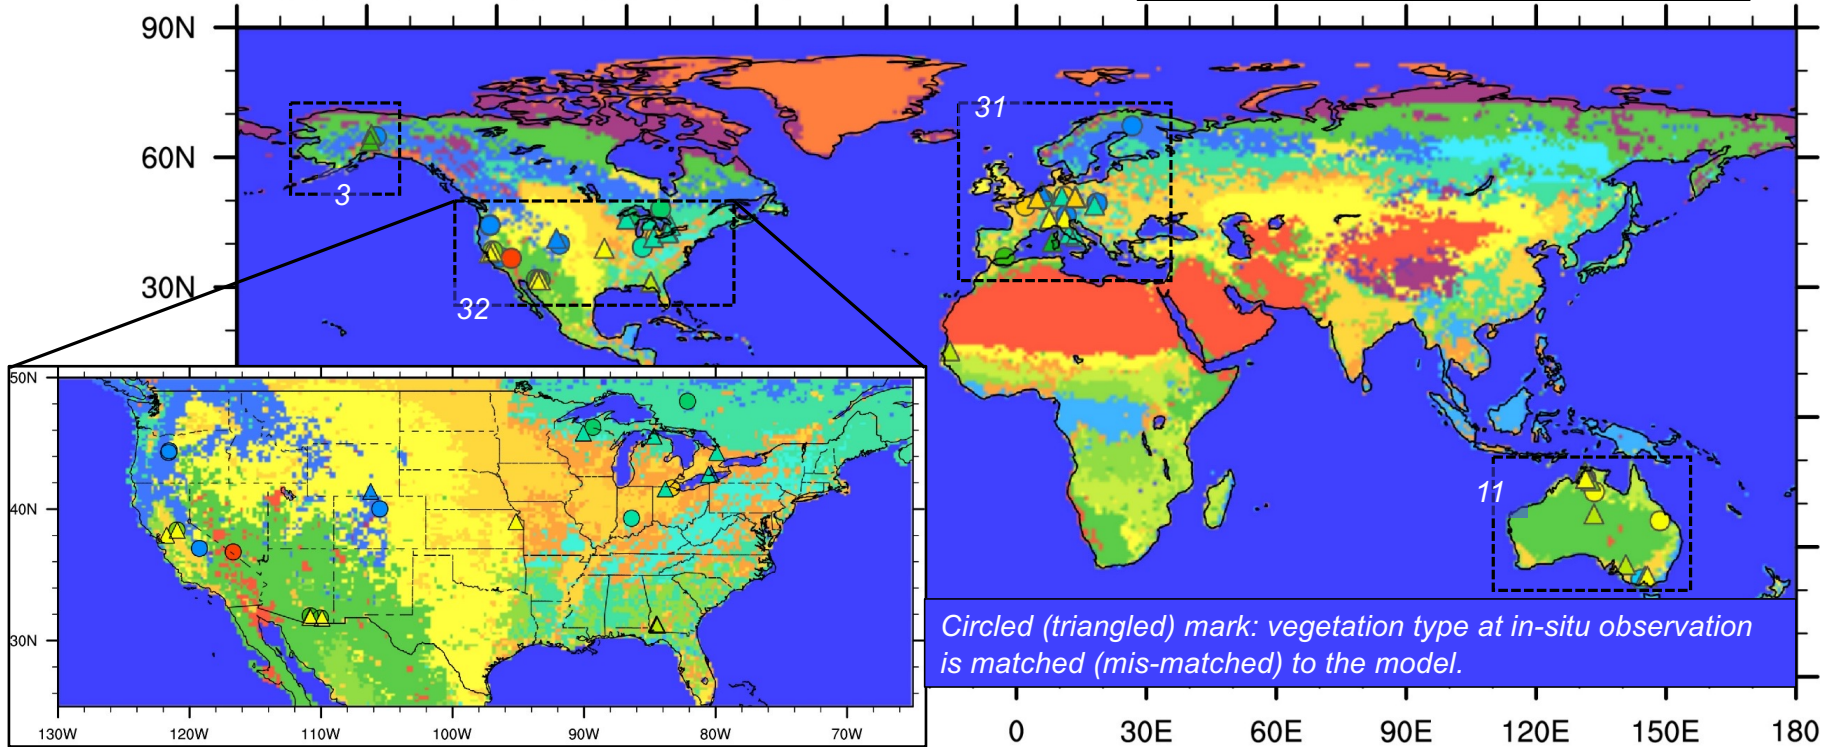 90N
60N
30N
3
31
32
11
50N
40N
30N
130W 120W 110W 100W 90W 80W 70W
Circled (triangled) mark: vegetation type at in-situ observation
is matched (mis-matched) to the model.
0 30E 60E 90E 120E 150E 180